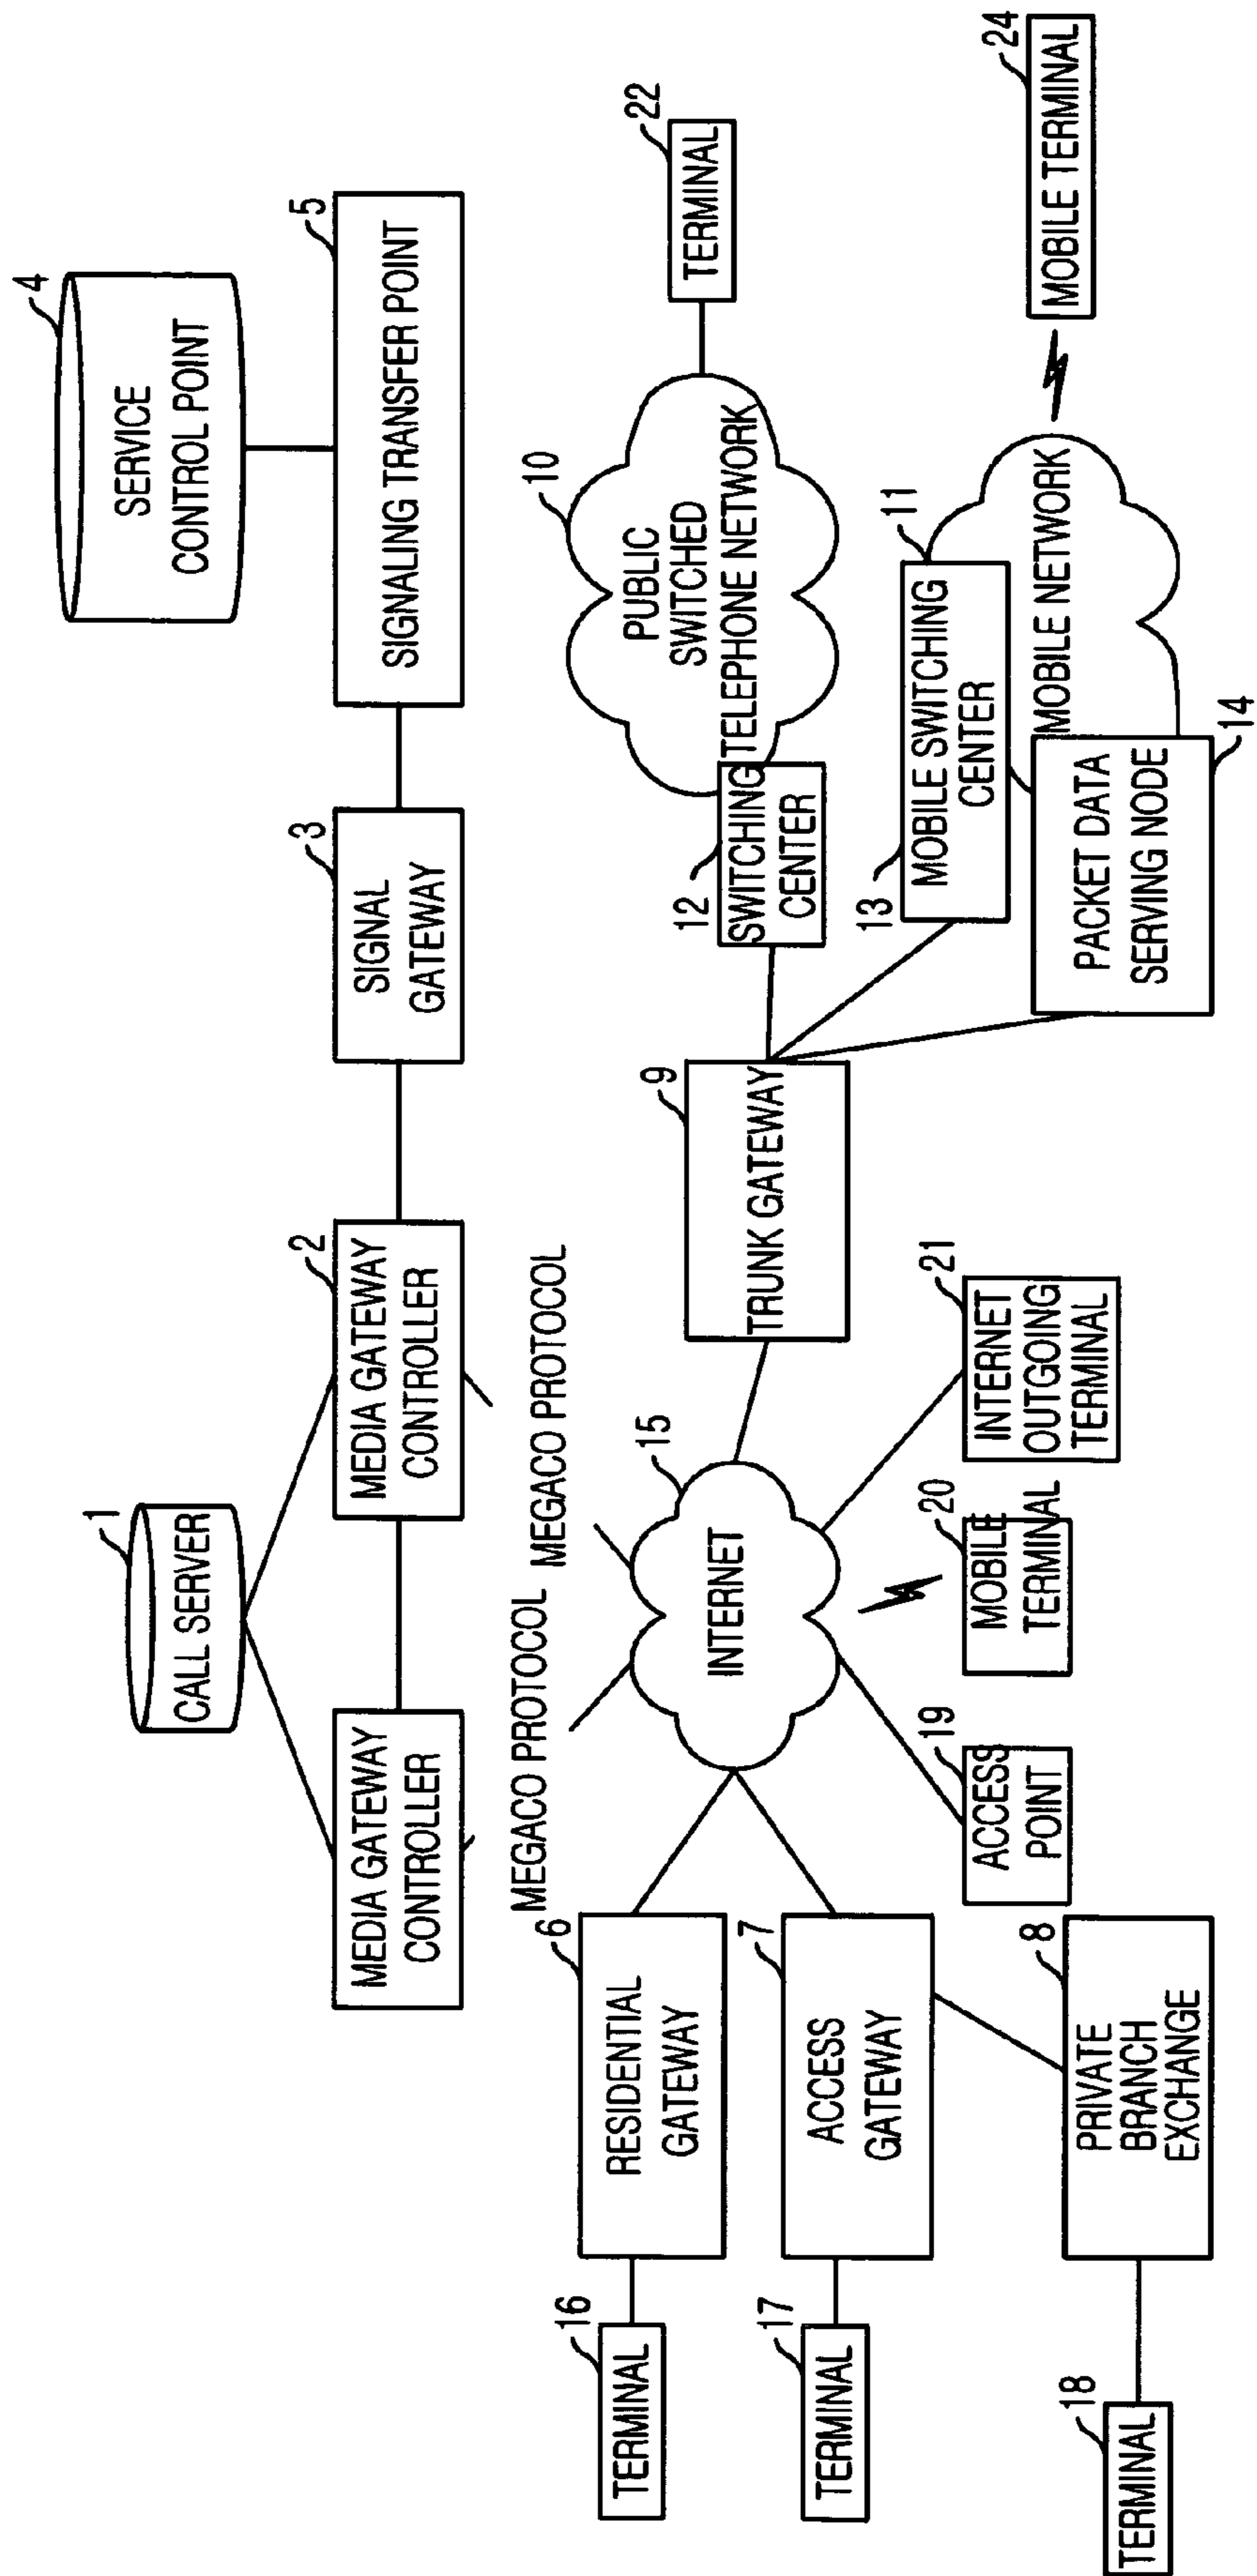 1
CALL SERVER
4
SERVICE
CONTROL POINT
MEDIA GATEWAY
CONTROLLER
2
MEDIA GATEWAY
CONTROLLER
3
SIGNAL
GATEWAY
5
SIGNALING TRANSFER POINT
MEGACO PROTOCOL
MEGACO PROTOCOL
16
TERMINAL
6
RESIDENTIAL
GATEWAY
17
TERMINAL
7
ACCESS
GATEWAY
18
TERMINAL
8
PRIVATE
BRANCH
EXCHANGE
15
INTERNET
19
ACCESS
POINT
20
MOBILE
TERMINAL
21
INTERNET
OUTGOING
TERMINAL
9
TRUNK GATEWAY
12
SWITCHING
CENTER
10
PUBLIC
SWITCHED
TELEPHONE NETWORK
22
TERMINAL
13
MOBILE SWITCHING
CENTER
11
MOBILE NETWORK
PACKET DATA
SERVING NODE
14
24
MOBILE TERMINAL